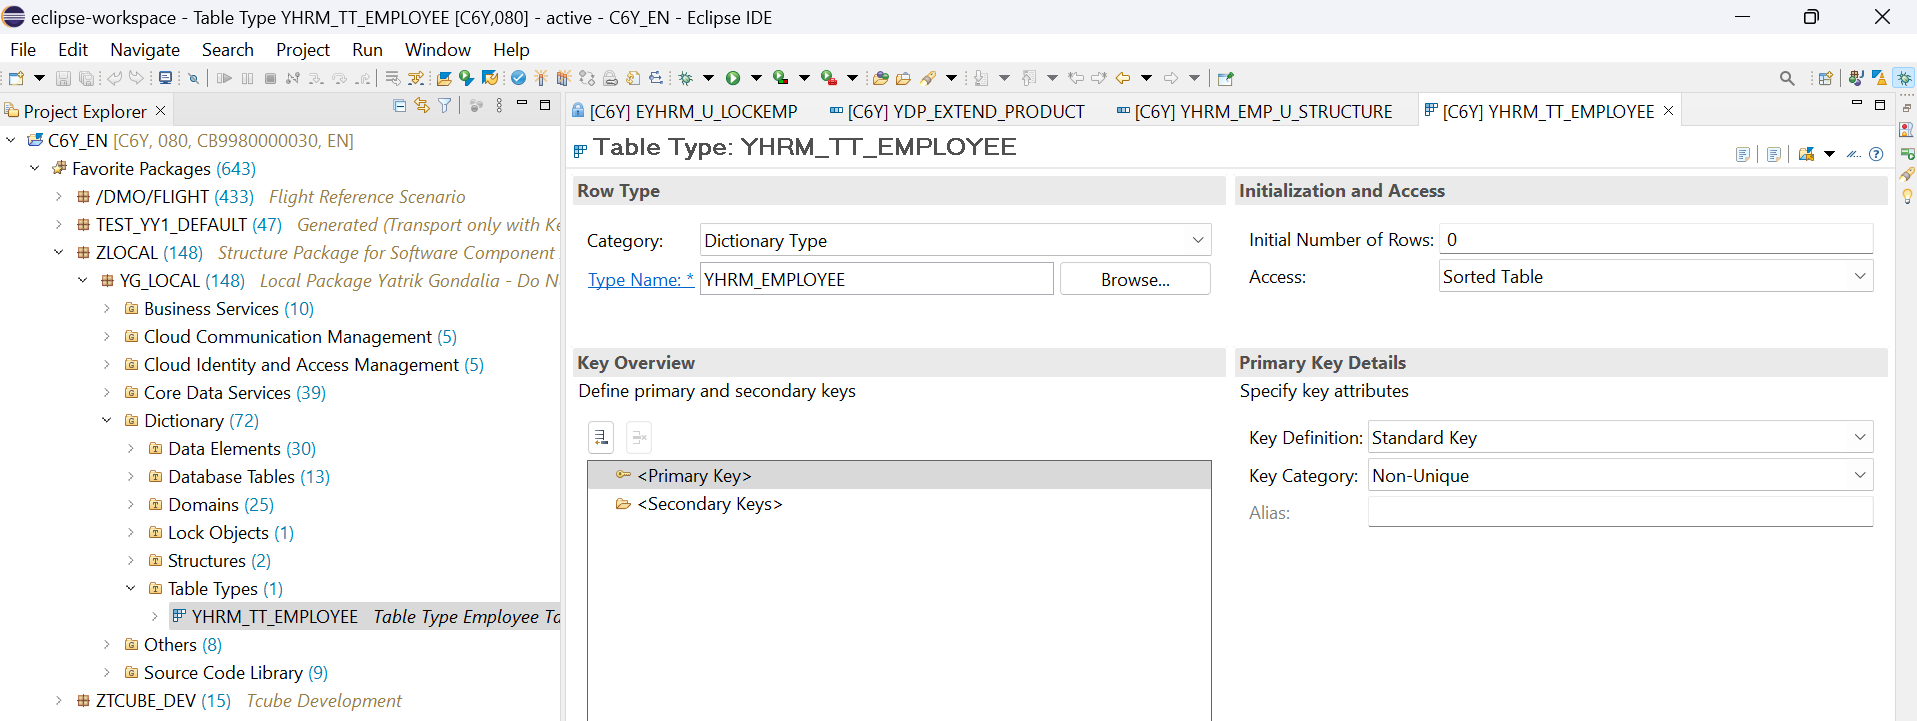 eclipse-workspace - Table Type YHRM_TT_EMPLOYEE [C6Y,080] - active - C6Y_EN - Eclipse IDE
File Edit Navigate Search Project Run Window Help
Project Explorer
C6Y_EN [C6Y, 080, CB9980000030, EN]
Favorite Packages (643)
/DMO/FLIGHT (433) Flight Reference Scenario
TEST_YY1_DEFAULT (47) Generated (Transport only with
ZLOCAL (148) Structure Package for Software Component
YG_LOCAL (148) Local Package Yatrik Gondalia - Do
Business Services (10)
Cloud Communication Management (5)
Cloud Identity and Access Management (5)
Core Data Services (39)
Dictionary (72)
Data Elements (30)
Database Tables (13)
Domains (25)
Lock Objects (1)
Structures (2)
Table Types (1)
YHRM_TT_EMPLOYEE Table Type Employee
Others (8)
Source Code Library (9)
ZTCUBE_DEV (15) Tcube Development
[C6Y] EYHRM_U_LOCKEMP [C6Y] YDP_EXTEND_PRODUCT [C6Y] YHRM_EMP_U_STRUCTURE [C6Y] YHRM_TT_EMPLOYEE
Table Type: YHRM_TT_EMPLOYEE
Row Type
Category: Dictionary Type
Type Name: * YHRM_EMPLOYEE Browse...
Initialization and Access
Initial Number of Rows: 0
Access: Sorted Table
Key Overview
Define primary and secondary keys
<Primary Key>
<Secondary Keys>
Primary Key Details
Specify key attributes
Key Definition: Standard Key
Key Category: Non-Unique
Alias: